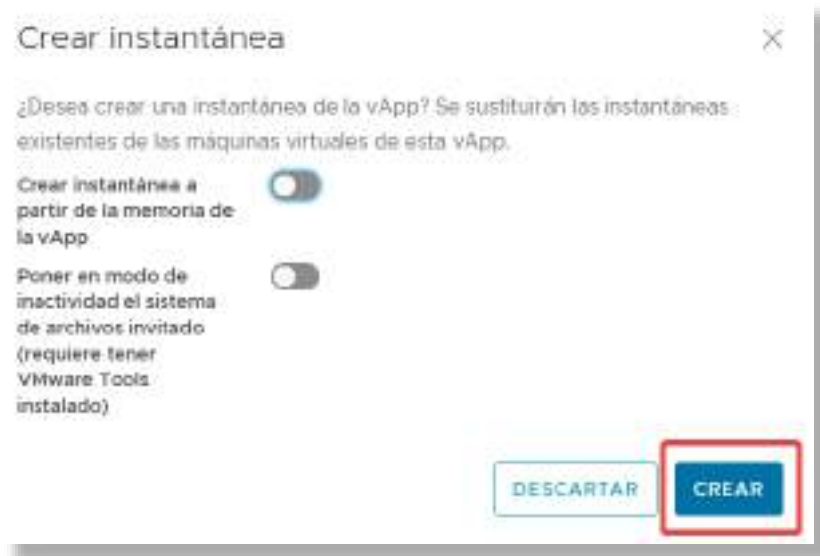 Crear instantánea
¿Desea crear una instantánea de la vApp? Se sustituirán las instantáneas
existentes de las máquinas virtuales de esta vApp.
Crear instantánea a
partir de la memoria de
la vApp
Poner en modo de
inactividad el sistema
de archivos invitado
(requiere tener
VMware Tools
instalado)
DESCARTAR
CREAR